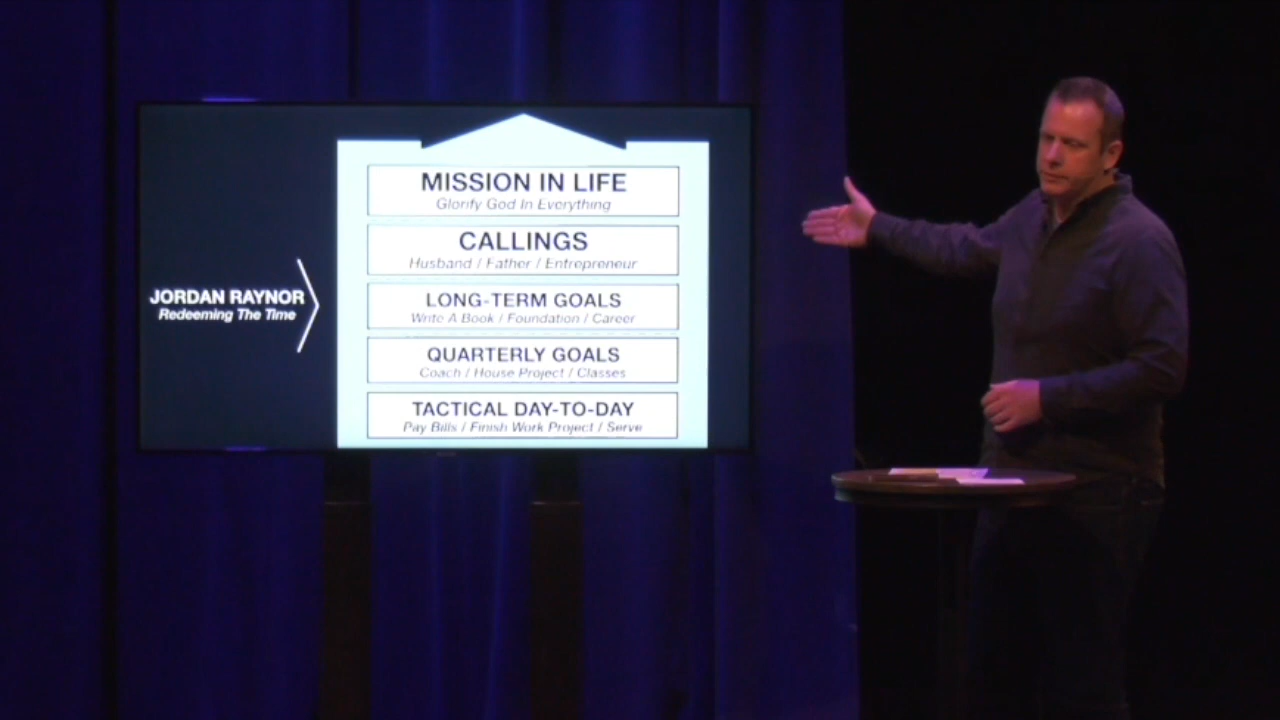 MISSION IN LIFE
Glorify God In Everything
CALLINGS
Husband / Father / Entrepreneur
JORDAN RAYNOR
Redeeming The Time
LONG-TERM GOALS
Write A Book / Foundation / Career
QUARTERLY GOALS
Coach / House Project / Classes
TACTICAL DAY-TO-DAY
Pay Bills / Finish Work Project / Serve